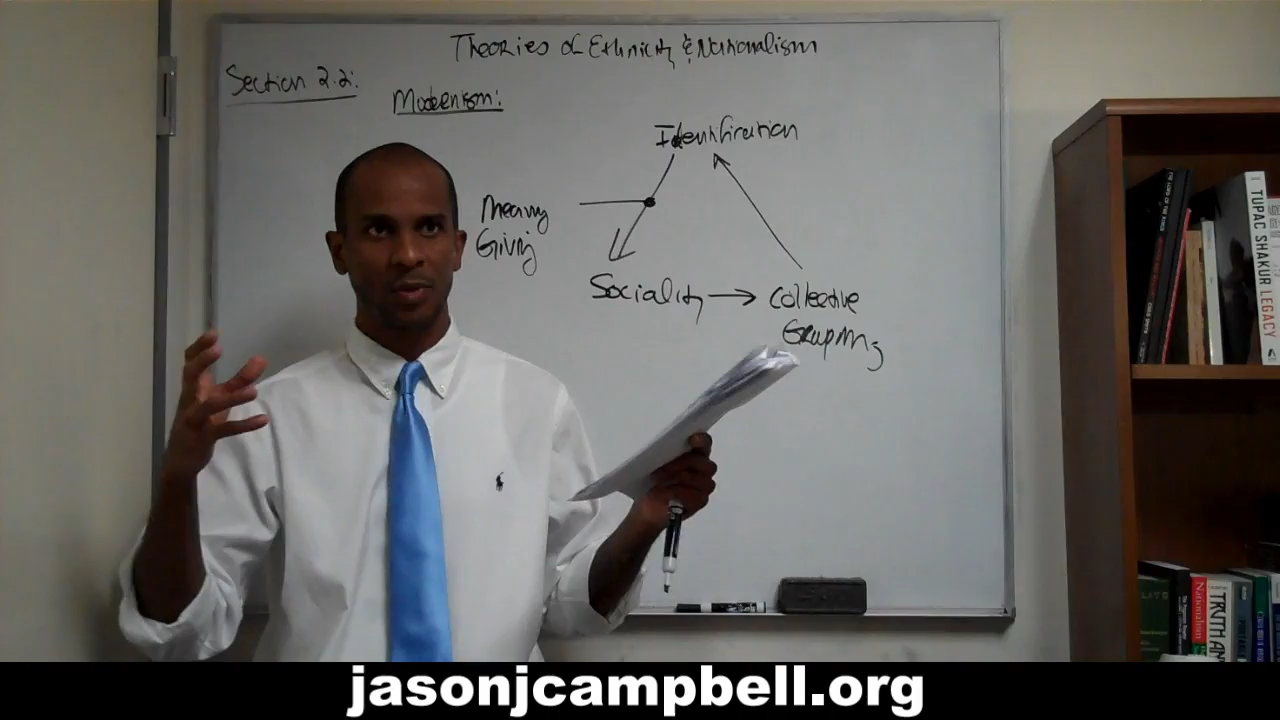 Theories of Ethnicity & Nationalism
Section 2.2:
Modernism:
Identification
Meaning
Giving
Sociality
Collective
Grouping
TUPAC SHAKUR LEGACY
Nationalism
TRUTH AN
jasonjcampbell.org